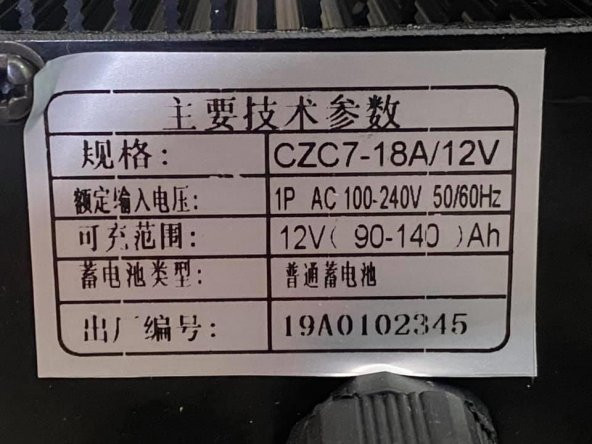 主要技术参数
规格: CZC7-18A/12V
额定输入电压: 1P AC 100-240V 50/60Hz
可充范围: 12V( 90-140 )Ah
蓄电池类型: 普通蓄电池
出厂编号: 19A0102345